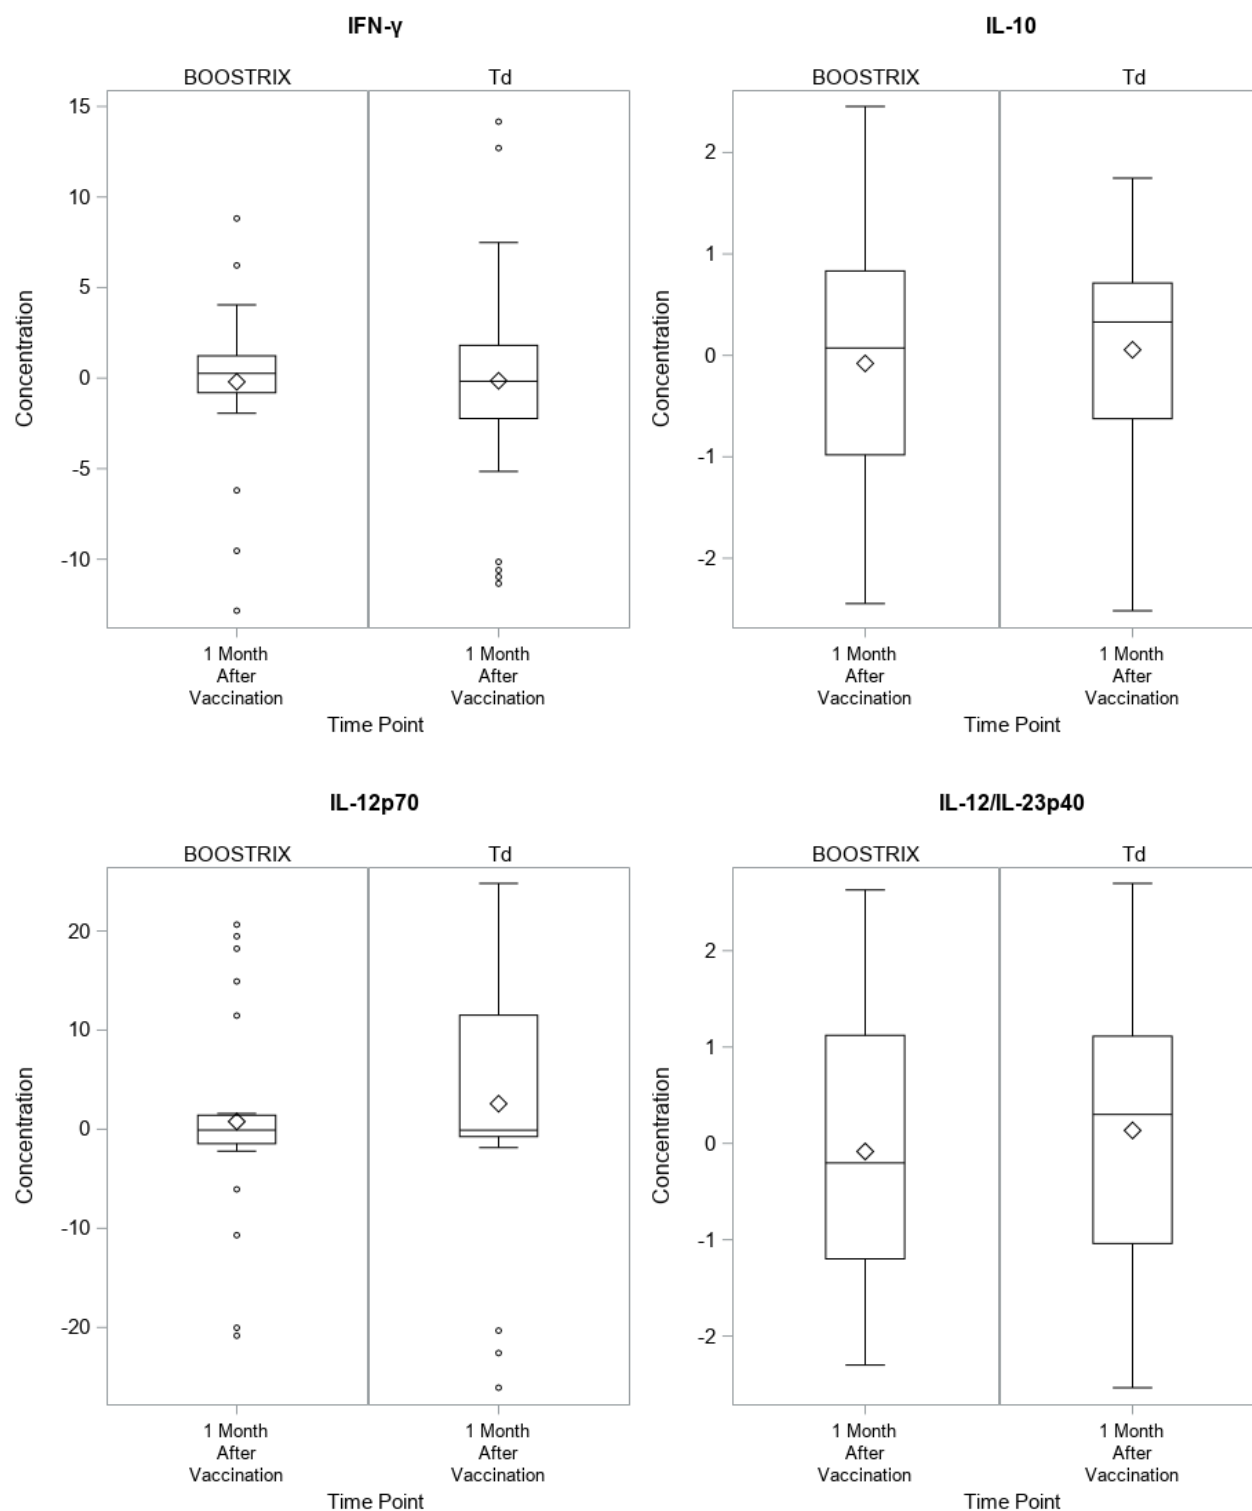 IFN-γ
BOOSTRIX Td
15
10
5
0
-5
-10
Concentration
1 Month After Vaccination
1 Month After Vaccination
Time Point
IL-10
BOOSTRIX Td
2
1
0
-1
-2
Concentration
1 Month After Vaccination
1 Month After Vaccination
Time Point
IL-12p70
BOOSTRIX Td
20
10
0
-10
-20
Concentration
1 Month After Vaccination
1 Month After Vaccination
Time Point
IL-12/IL-23p40
BOOSTRIX Td
2
1
0
-1
-2
Concentration
1 Month After Vaccination
1 Month After Vaccination
Time Point